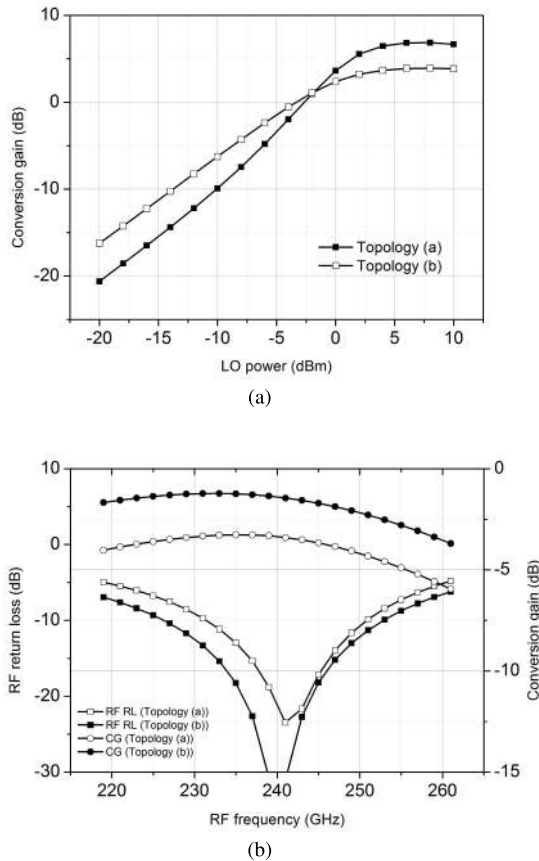 10
0
-10
-20
Conversion gain (dB)
Topology (a)
Topology (b)
-20 -15 -10 -5 0 5 10
LO power (dBm)
(a)
10
0
-10
-20
-30
RF return loss (dB)
0
-5
-10
-15
Conversion gain (dB)
RF RL (Topology (a))
RF RL (Topology (b))
CG (Topology (a))
CG (Topology (b))
220 230 240 250 260
RF frequency (GHz)
(b)